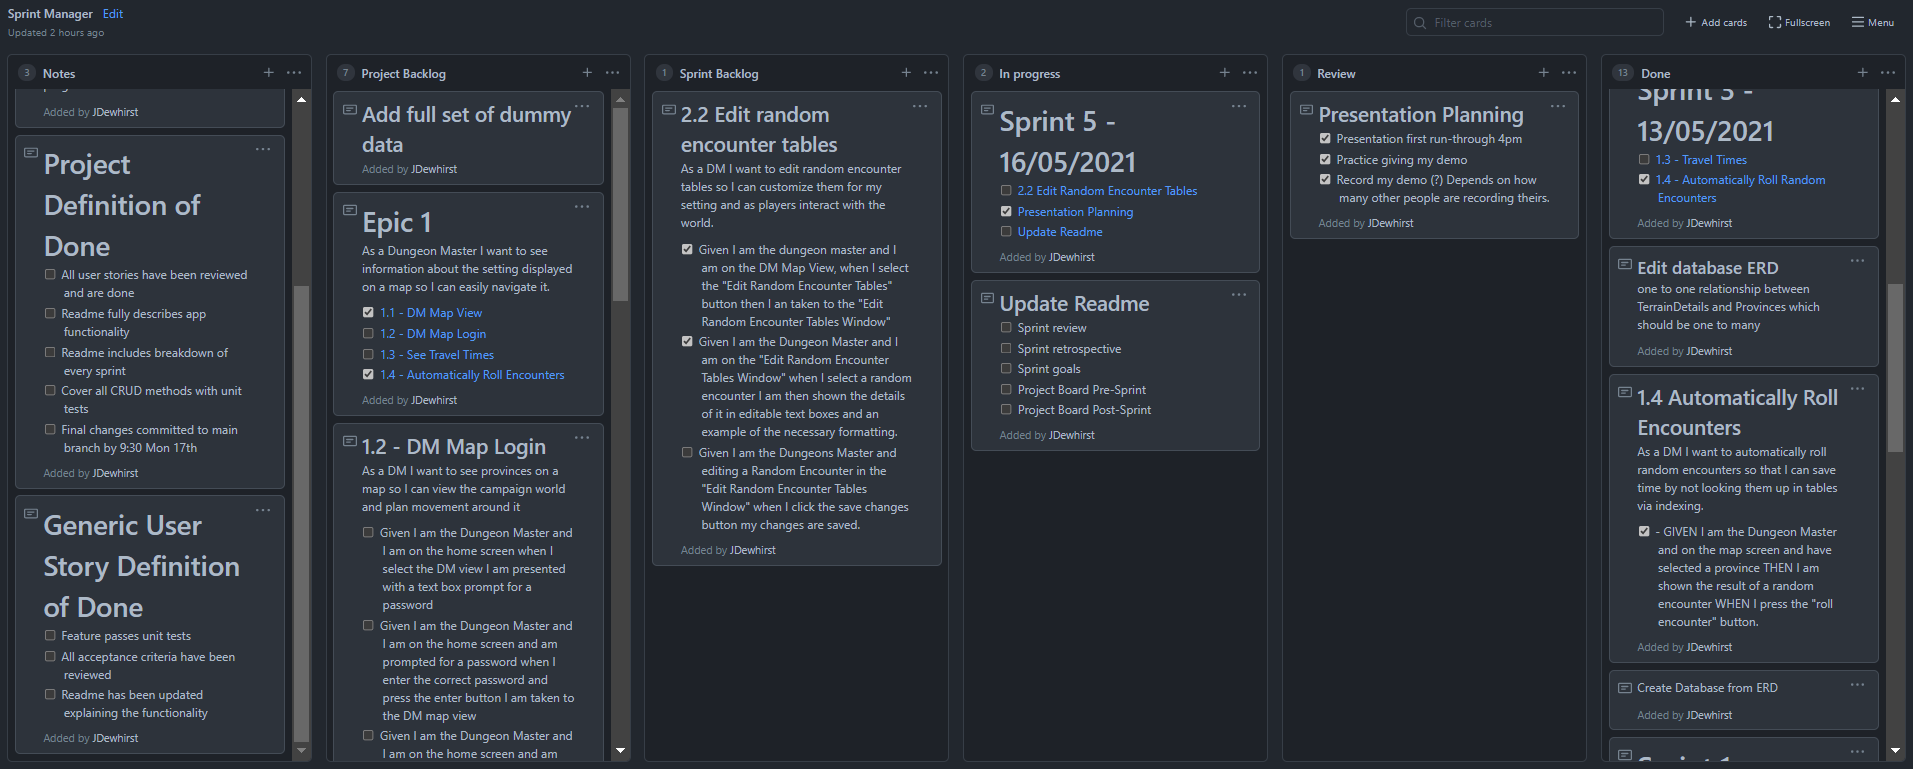 Sprint Manager Edit
Updated 2 hours ago
Filter cards
Add cards
Fullscreen
Menu
3 Notes
Added by JDewhirst
Project
Definition of
Done
All user stories have been reviewed
and are done
Readme fully describes app
functionality
Readme includes breakdown of
every sprint
Cover all CRUD methods with unit
tests
Final changes committed to main
branch by 9:30 Mon 17th
Added by JDewhirst
Generic User
Story Definition
of Done
Feature passes unit tests
All acceptance criteria have been
reviewed
Readme has been updated
explaining the functionality
Added by JDewhirst
7 Project Backlog
Add full set of dummy
data
Added by JDewhirst
Epic 1
As a Dungeon Master I want to see
information about the setting displayed
on a map so I can easily navigate it.
1.1 - DM Map View
1.2 - DM Map Login
1.3 - See Travel Times
1.4 - Automatically Roll Encounters
Added by JDewhirst
1.2 - DM Map Login
As a DM I want to see provinces on a
map so I can view the campaign world
and plan movement around it
Given I am the Dungeon Master and
I am on the home screen when I
select the DM view I am presented
with a text box prompt for a
password
Given I am the Dungeon Master and
I am on the home screen and am
prompted for a password when I
enter the correct password and
press the enter button I am taken to
the DM map view
Given I am the Dungeon Master and
I am on the home screen and am
1 Sprint Backlog
2.2 Edit random
encounter tables
As a DM I want to edit random encounter
tables so I can customize them for my
setting and as players interact with the
world.
Given I am the dungeon master and I
am on the DM Map View, when I select
the "Edit Random Encounter Tables"
button then I an taken to the "Edit
Random Encounter Tables Window"
Given I am the Dungeon Master and I
am on the "Edit Random Encounter
Tables Window" when I select a random
encounter I am then shown the details
of it in editable text boxes and an
example of the necessary formatting.
Given I am the Dungeons Master and
editing a Random Encounter in the
"Edit Random Encounter Tables
Window" when I click the save changes
button my changes are saved.
Added by JDewhirst
2 In progress
Sprint 5 -
16/05/2021
2.2 Edit Random Encounter Tables
Presentation Planning
Update Readme
Added by JDewhirst
Update Readme
Sprint review
Sprint retrospective
Sprint goals
Project Board Pre-Sprint
Project Board Post-Sprint
Added by JDewhirst
1 Review
Presentation Planning
Presentation first run-through 4pm
Practice giving my demo
Record my demo (?) Depends on how
many other people are recording theirs.
Added by JDewhirst
13 Done
Sprint 3 -
13/05/2021
1.3 - Travel Times
1.4 - Automatically Roll Random
Encounters
Added by JDewhirst
Edit database ERD
one to one relationship between
TerrainDetails and Provinces which
should be one to many
Added by JDewhirst
1.4 Automatically Roll
Encounters
As a DM I want to automatically roll
random encounters so that I can save
time by not looking them up in tables
via indexing.
- GIVEN I am the Dungeon Master
and on the map screen and have
selected a province THEN I am
shown the result of a random
encounter WHEN I press the "roll
encounter" button.
Added by JDewhirst
Create Database from ERD
Added by JDewhirst
Sprint 1